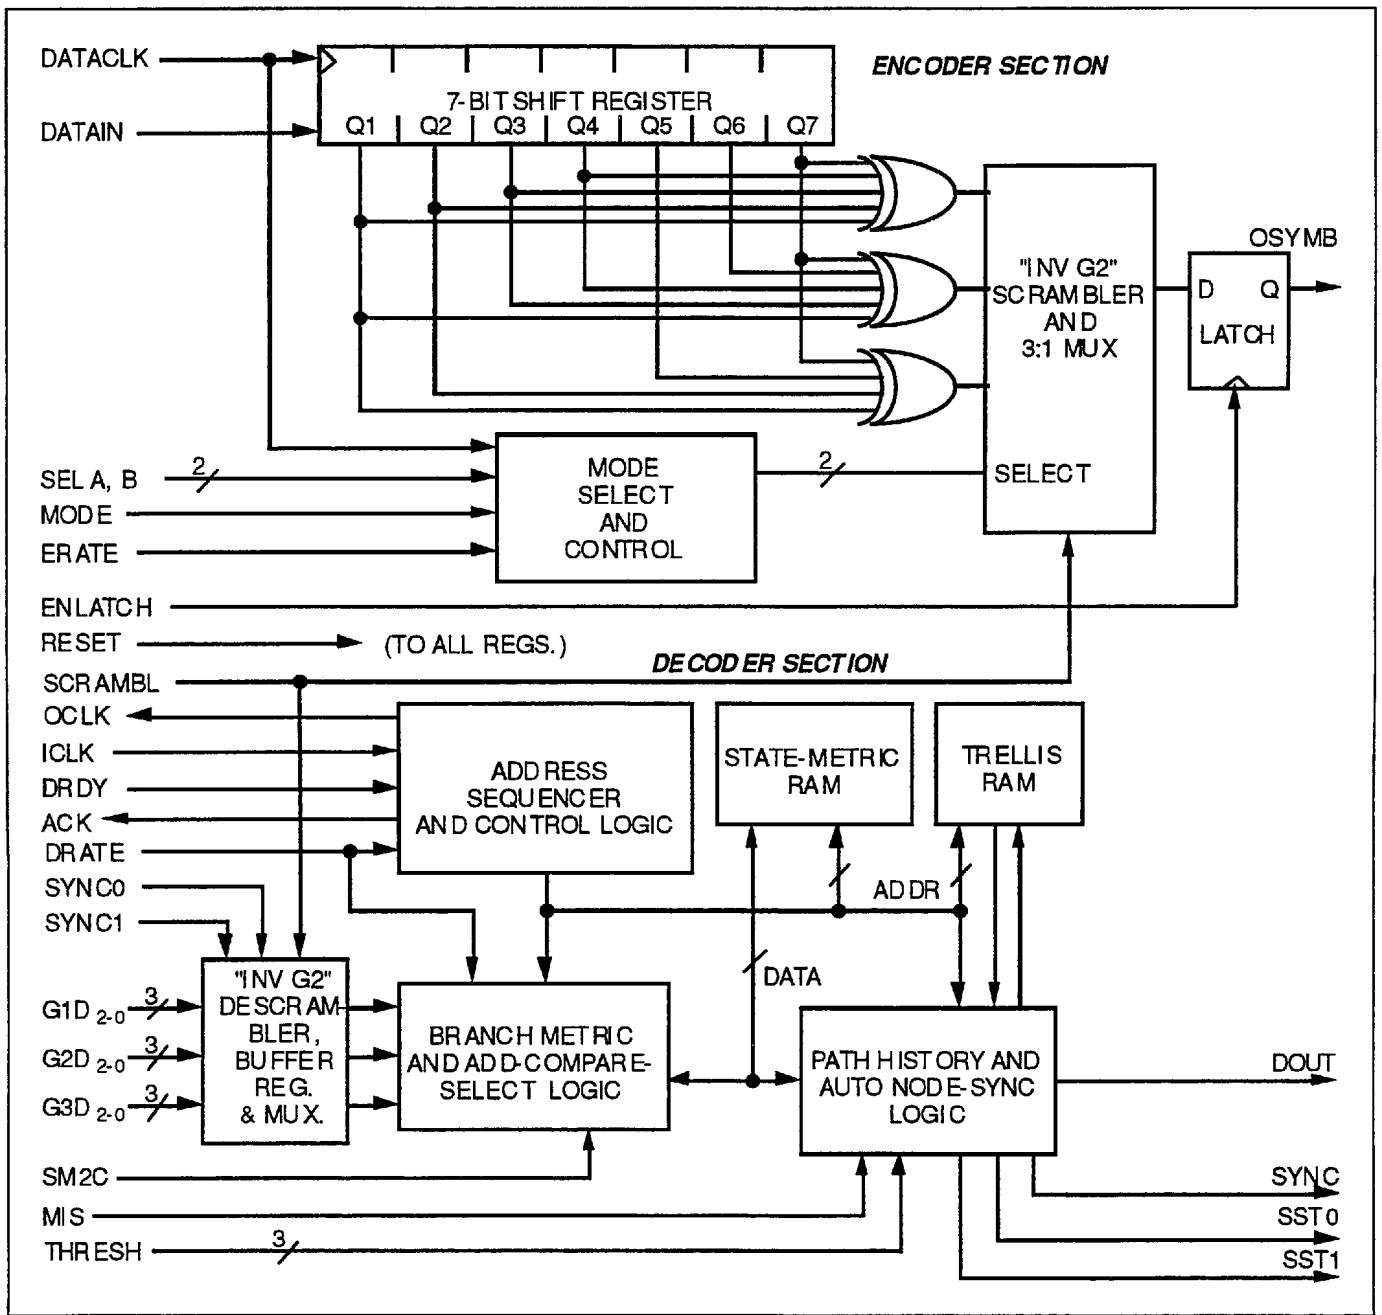 DATACLK
ENCODER SECTION
7-BIT SHIFT REGISTER
DATAIN
Q1 Q2 Q3 Q4 Q5 Q6 Q7
"INV G2"
SCRAMBLER
AND
3:1 MUX
SELECT
OSYMB
D Q
LATCH
SEL A, B
2
MODE
ERATE
MODE
SELECT
AND
CONTROL
2
ENLATCH
RESET
(TO ALL REGS.)
DECODER SECTION
SCRAMBL
OCLK
ICLK
DRDY
ACK
DRATE
SYNC0
SYNC1
ADDRESS
SEQUENCER
AND CONTROL LOGIC
STATE-METRIC
RAM
TRELLIS
RAM
ADDR
DATA
G1D 2-0
3
G2D 2-0
3
G3D 2-0
3
"INV G2"
DESCRAM-
BLER,
BUFFER
REG.
& MUX.
BRANCH METRIC
AND ADD-COMPARE-
SELECT LOGIC
PATH HISTORY AND
AUTO NODE-SYNC
LOGIC
DOUT
SM2C
MIS
THRESH
3
SYNC
SST0
SST1